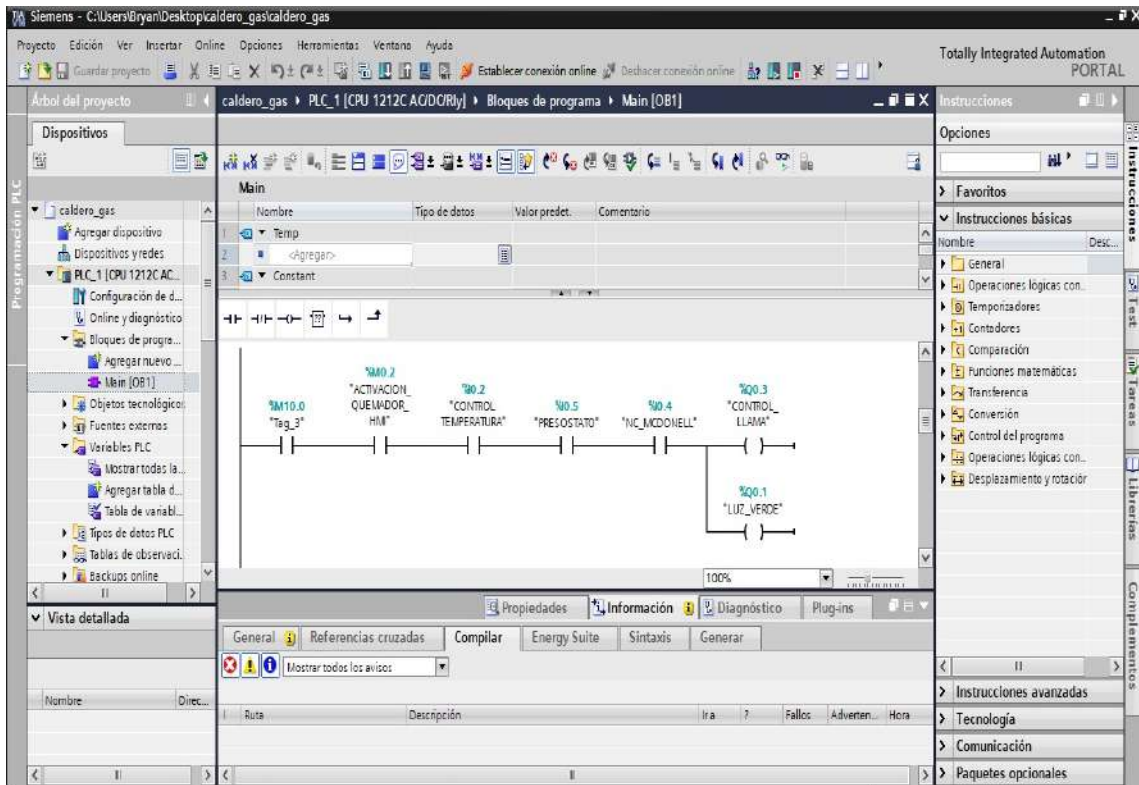 Siemens - C:\Users\Bryan\Desktop\caldero_gas\caldero_gas
Proyecto Edición Ver Insertar Online Opciones Herramientas Ventana Ayuda
Guardar proyecto
Establecer conexión online
Deshacer conexión online
Totally Integrated Automation
PORTAL
Árbol del proyecto
caldero_gas ▸ PLC_1 [CPU 1212C AC/DC/Rly] ▸ Bloques de programa ▸ Main [OB1]
Instrucciones
Dispositivos
Opciones
Programación PLC
caldero_gas
Agregar dispositivo
Dispositivos y redes
PLC_1 [CPU 1212C AC...
Configuración de d...
Online y diagnóstico
Bloques de progra...
Agregar nuevo ...
Main [OB1]
Objetos tecnológicos
Fuentes externas
Variables PLC
Mostrar todas la...
Agregar tabla d...
Tabla de variabl...
Tipos de datos PLC
Tablas de observaci...
Backups online
Vista detallada
Nombre Direc...
Main
Nombre Tipo de datos Valor predet. Comentario
1 Temp
2 <Agregar>
3 Constant
%M10.0
"Tag_3"
%M0.2
"ACTIVACION_
QUEMADOR_
HMI"
%I0.2
"CONTROL
TEMPERATURA"
%I0.5
"PRESOSTATO"
%I0.4
"NC_MCDONELL"
%Q0.3
"CONTROL_
LLAMA"
%Q0.1
"LUZ_VERDE"
100%
Propiedades Información Diagnóstico Plug-ins
General Referencias cruzadas Compilar Energy Suite Sintaxis Generar
Mostrar todos los avisos
! Ruta Descripción Ir a ? Fallos Adverten... Hora
Favoritos
Instrucciones básicas
Nombre Desc...
General
Operaciones lógicas con...
Temporizadores
Contadores
Comparación
Funciones matemáticas
Transferencia
Conversión
Control del programa
Operaciones lógicas con...
Desplazamiento y rotación
Instrucciones avanzadas
Tecnología
Comunicación
Paquetes opcionales
Instrucciones
Test
Tareas
Librerías
Complementos